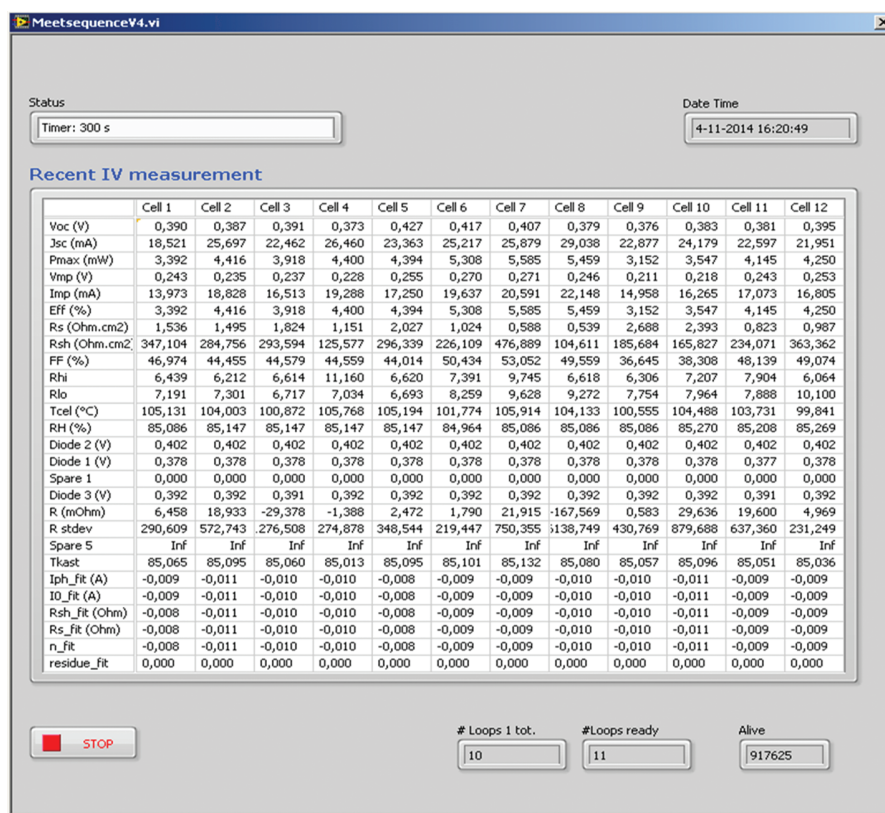 MeetsequenceV4.vi
Status
Date Time
Timer: 300 s
4-11-2014 16:20:49
Recent IV measurement
Cell 1 Cell 2 Cell 3 Cell 4 Cell 5 Cell 6 Cell 7 Cell 8 Cell 9 Cell 10 Cell 11 Cell 12
Voc (V) 0,390 0,387 0,391 0,373 0,427 0,417 0,407 0,379 0,376 0,383 0,381 0,395
Jsc (mA) 18,521 25,697 22,462 26,460 23,363 25,217 25,879 29,038 22,877 24,179 22,597 21,951
Pmax (mW) 3,392 4,416 3,918 4,400 4,394 5,308 5,585 5,459 3,152 3,547 4,145 4,250
Vmp (V) 0,243 0,235 0,237 0,228 0,255 0,270 0,271 0,246 0,211 0,218 0,243 0,253
Imp (mA) 13,973 18,828 16,513 19,288 17,250 19,637 20,591 22,148 14,958 16,265 17,073 16,805
Eff (%) 3,392 4,416 3,918 4,400 4,394 5,308 5,585 5,459 3,152 3,547 4,145 4,250
Rs (Ohm.cm2) 1,536 1,495 1,824 1,151 2,027 1,024 0,588 0,539 2,688 2,393 0,823 0,987
Rsh (Ohm.cm2) 347,104 284,756 293,594 125,577 296,339 226,109 476,889 104,611 185,684 165,827 234,071 363,362
FF (%) 46,974 44,455 44,579 44,559 44,014 50,434 53,052 49,559 36,645 38,308 48,139 49,074
Rhi 6,439 6,212 6,614 11,160 6,620 7,391 9,745 6,618 6,306 7,207 7,904 6,064
Rlo 7,191 7,301 6,717 7,034 6,693 8,259 9,628 9,272 7,754 7,964 7,888 10,100
Tcel (°C) 105,131 104,003 100,872 105,768 105,194 101,774 105,914 104,133 100,555 104,488 103,731 99,841
RH (%) 85,086 85,147 85,147 85,147 85,147 84,964 85,086 85,086 85,086 85,270 85,208 85,269
Diode 2 (V) 0,402 0,402 0,402 0,402 0,402 0,402 0,402 0,402 0,402 0,402 0,402 0,402
Diode 1 (V) 0,378 0,378 0,378 0,378 0,378 0,378 0,378 0,378 0,378 0,378 0,377 0,378
Spare 1 0,000 0,000 0,000 0,000 0,000 0,000 0,000 0,000 0,000 0,000 0,000 0,000
Diode 3 (V) 0,392 0,392 0,391 0,392 0,392 0,392 0,392 0,392 0,392 0,392 0,391 0,392
R (mOhm) 6,458 18,933 -29,378 -1,388 2,472 1,790 21,915 -167,569 0,583 29,636 19,600 4,969
R stdev 290,609 572,743 .276,508 274,878 348,544 219,447 750,355 138,749 430,769 879,688 637,360 231,249
Spare 5 Inf Inf Inf Inf Inf Inf Inf Inf Inf Inf Inf Inf
Tkast 85,065 85,095 85,060 85,013 85,095 85,101 85,132 85,080 85,057 85,096 85,051 85,036
Iph_fit (A) -0,009 -0,011 -0,010 -0,010 -0,008 -0,009 -0,009 -0,010 -0,010 -0,011 -0,009 -0,009
I0_fit (A) -0,009 -0,011 -0,010 -0,010 -0,008 -0,009 -0,009 -0,010 -0,010 -0,011 -0,009 -0,009
Rsh_fit (Ohm) -0,008 -0,011 -0,010 -0,010 -0,008 -0,009 -0,009 -0,010 -0,010 -0,011 -0,009 -0,009
Rs_fit (Ohm) -0,008 -0,011 -0,010 -0,010 -0,008 -0,009 -0,009 -0,010 -0,010 -0,011 -0,009 -0,009
n_fit -0,008 -0,011 -0,010 -0,010 -0,008 -0,009 -0,009 -0,010 -0,010 -0,011 -0,009 -0,009
residue_fit 0,000 0,000 0,000 0,000 0,000 0,000 0,000 0,000 0,000 0,000 0,000 0,000
STOP
# Loops 1 tot.
#Loops ready
Alive
10
11
917625